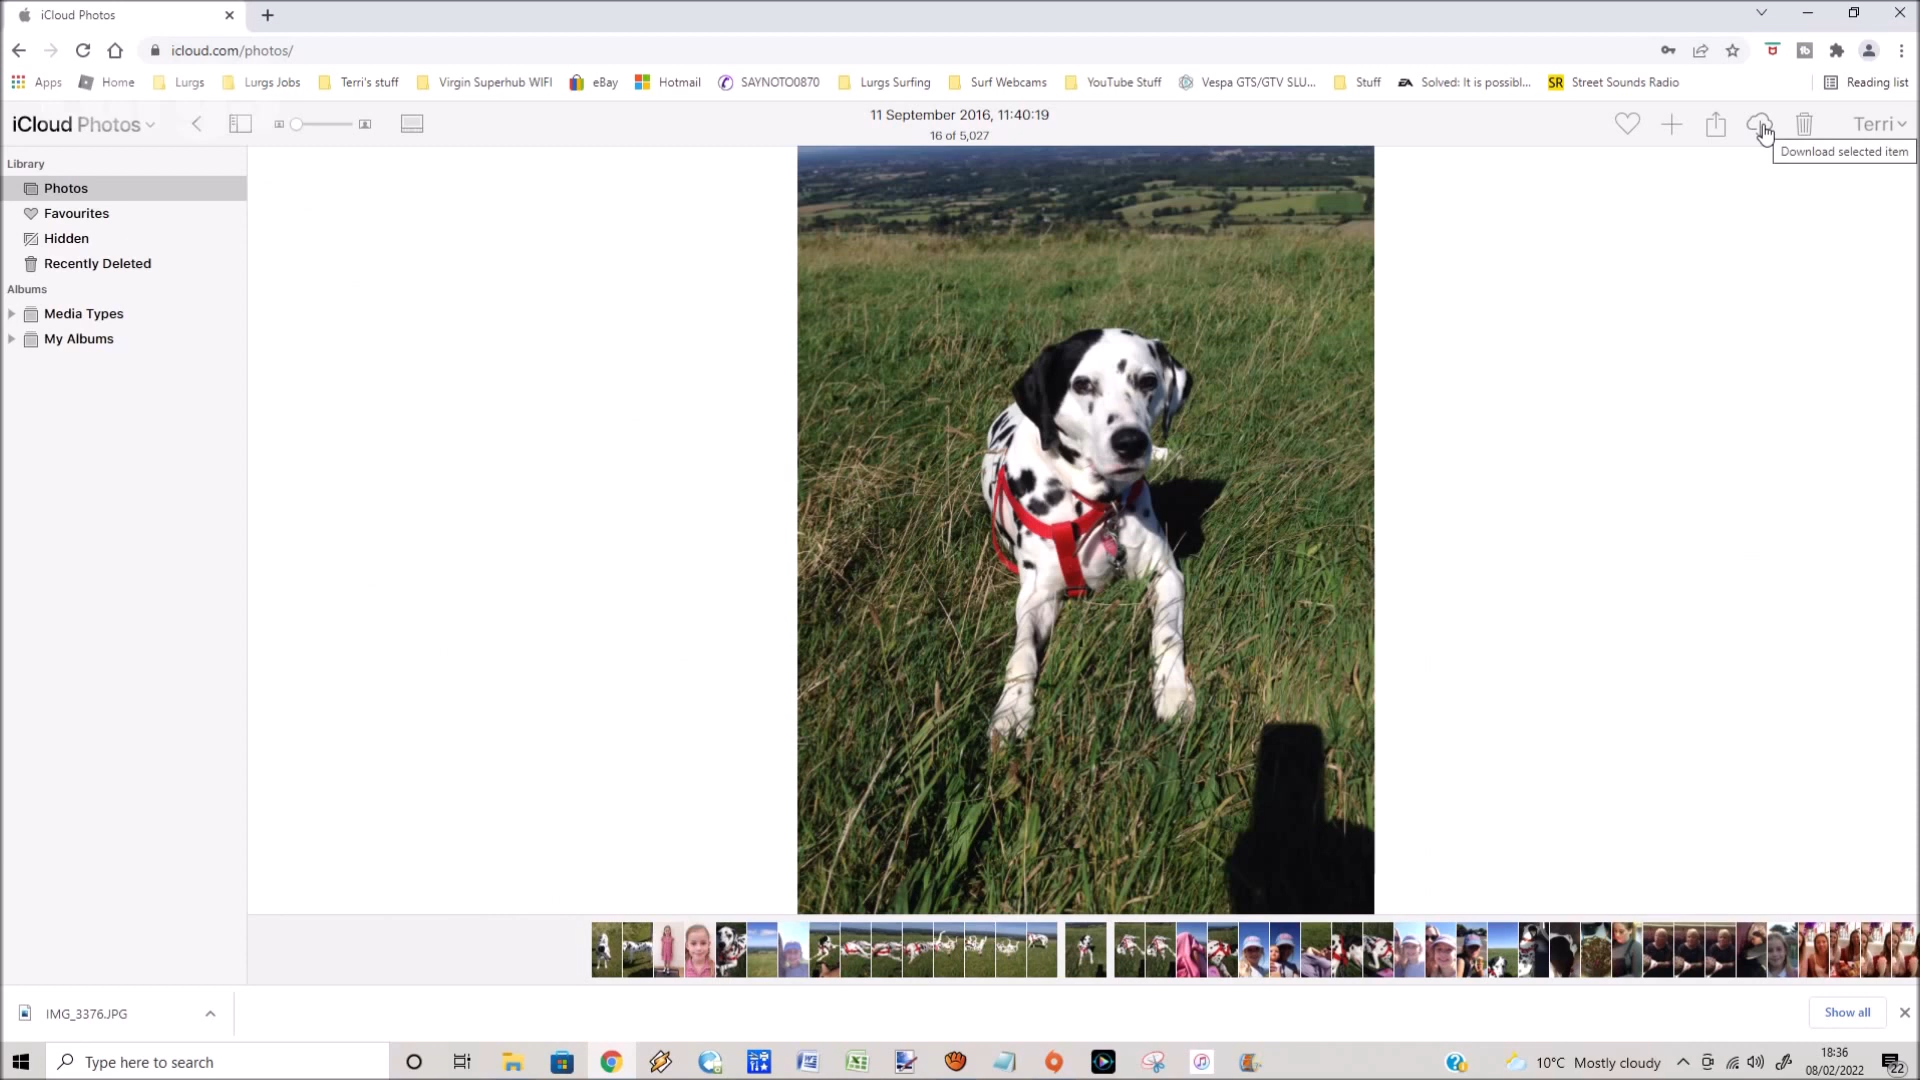 iCloud Photos
icloud.com/photos/
Apps Home Lurgs Lurgs Jobs Terri's stuff Virgin Superhub WIFI eBay Hotmail SAYNOTO0870 Lurgs Surfing Surf Webcams YouTube Stuff Vespa GTS/GTV SLU... Stuff Solved: It is possibl... SR Street Sounds Radio Reading list
iCloud Photos
11 September 2016, 11:40:19
16 of 5,027
Terri
Download selected item
Library
Photos
Favourites
Hidden
Recently Deleted
Albums
Media Types
My Albums
IMG_3376.JPG
Show all
Type here to search
10°C Mostly cloudy
18:36
08/02/2022
22